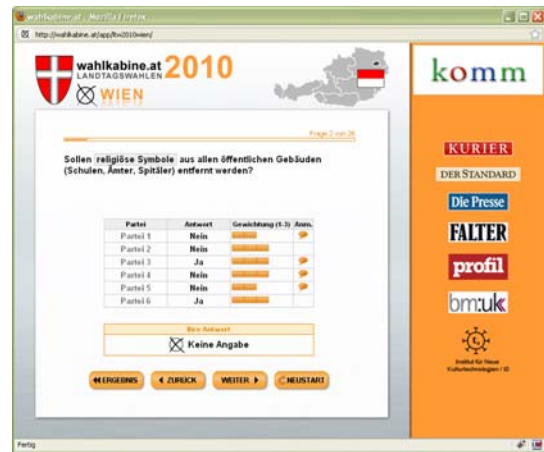 wahlkabine.at - Mozilla Firefox
http://wahlkabine.at/app/ltw2010wien/
wahlkabine.at
LANDTAGSWAHLEN
2010
WIEN
Frage 2 von 26
Sollen religiöse Symbole aus allen öffentlichen Gebäuden
(Schulen, Ämter, Spitäler) entfernt werden?
Partei Antwort Gewichtung (1-3) Anm.
Partei 1 Nein
Partei 2 Nein
Partei 3 Ja
Partei 4 Nein
Partei 5 Nein
Partei 6 Ja
Ihre Antwort
Keine Angabe
ERGEBNIS ZURÜCK WEITER NEUSTART
komm
KURIER
DER STANDARD
Die Presse
FALTER
profil
bm:uk
Institut für Neue
Kulturtechnologien / t0
Fertig